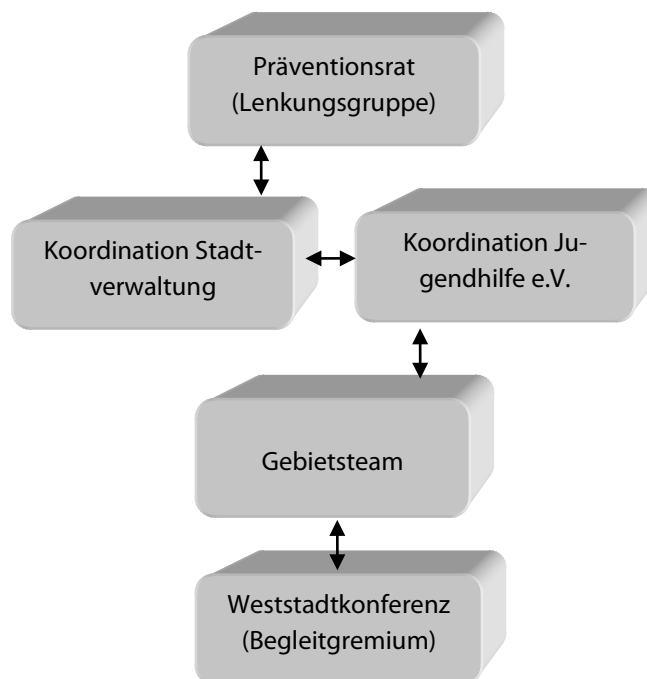 Präventionsrat
(Lenkungsgruppe)
Koordination Stadt-
verwaltung
Koordination Ju-
gendhilfe e.V.
Gebietsteam
Weststadtkonferenz
(Begleitgremium)